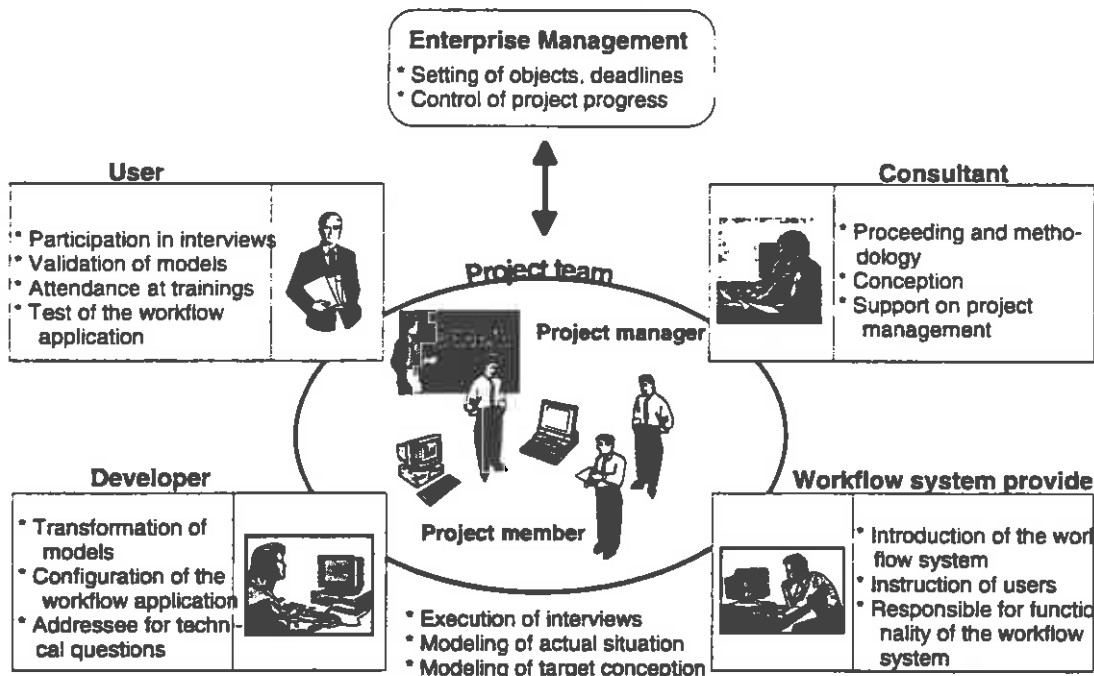 Enterprise Management
* Setting of objects, deadlines
* Control of project progress
User
* Participation in interviews
* Validation of models
* Attendance at trainings
* Test of the workflow
application
Consultant
* Proceeding and metho-
dology
* Conception
* Support on project
management
Project team
Project manager
Project member
* Execution of interviews
* Modeling of actual situation
* Modeling of target conception
Developer
* Transformation of
models
* Configuration of the
workflow application
* Addressee for techni-
cal questions
Workflow system provide
* Introduction of the work
flow system
* Instruction of users
* Responsible for functio
nality of the workflow
system